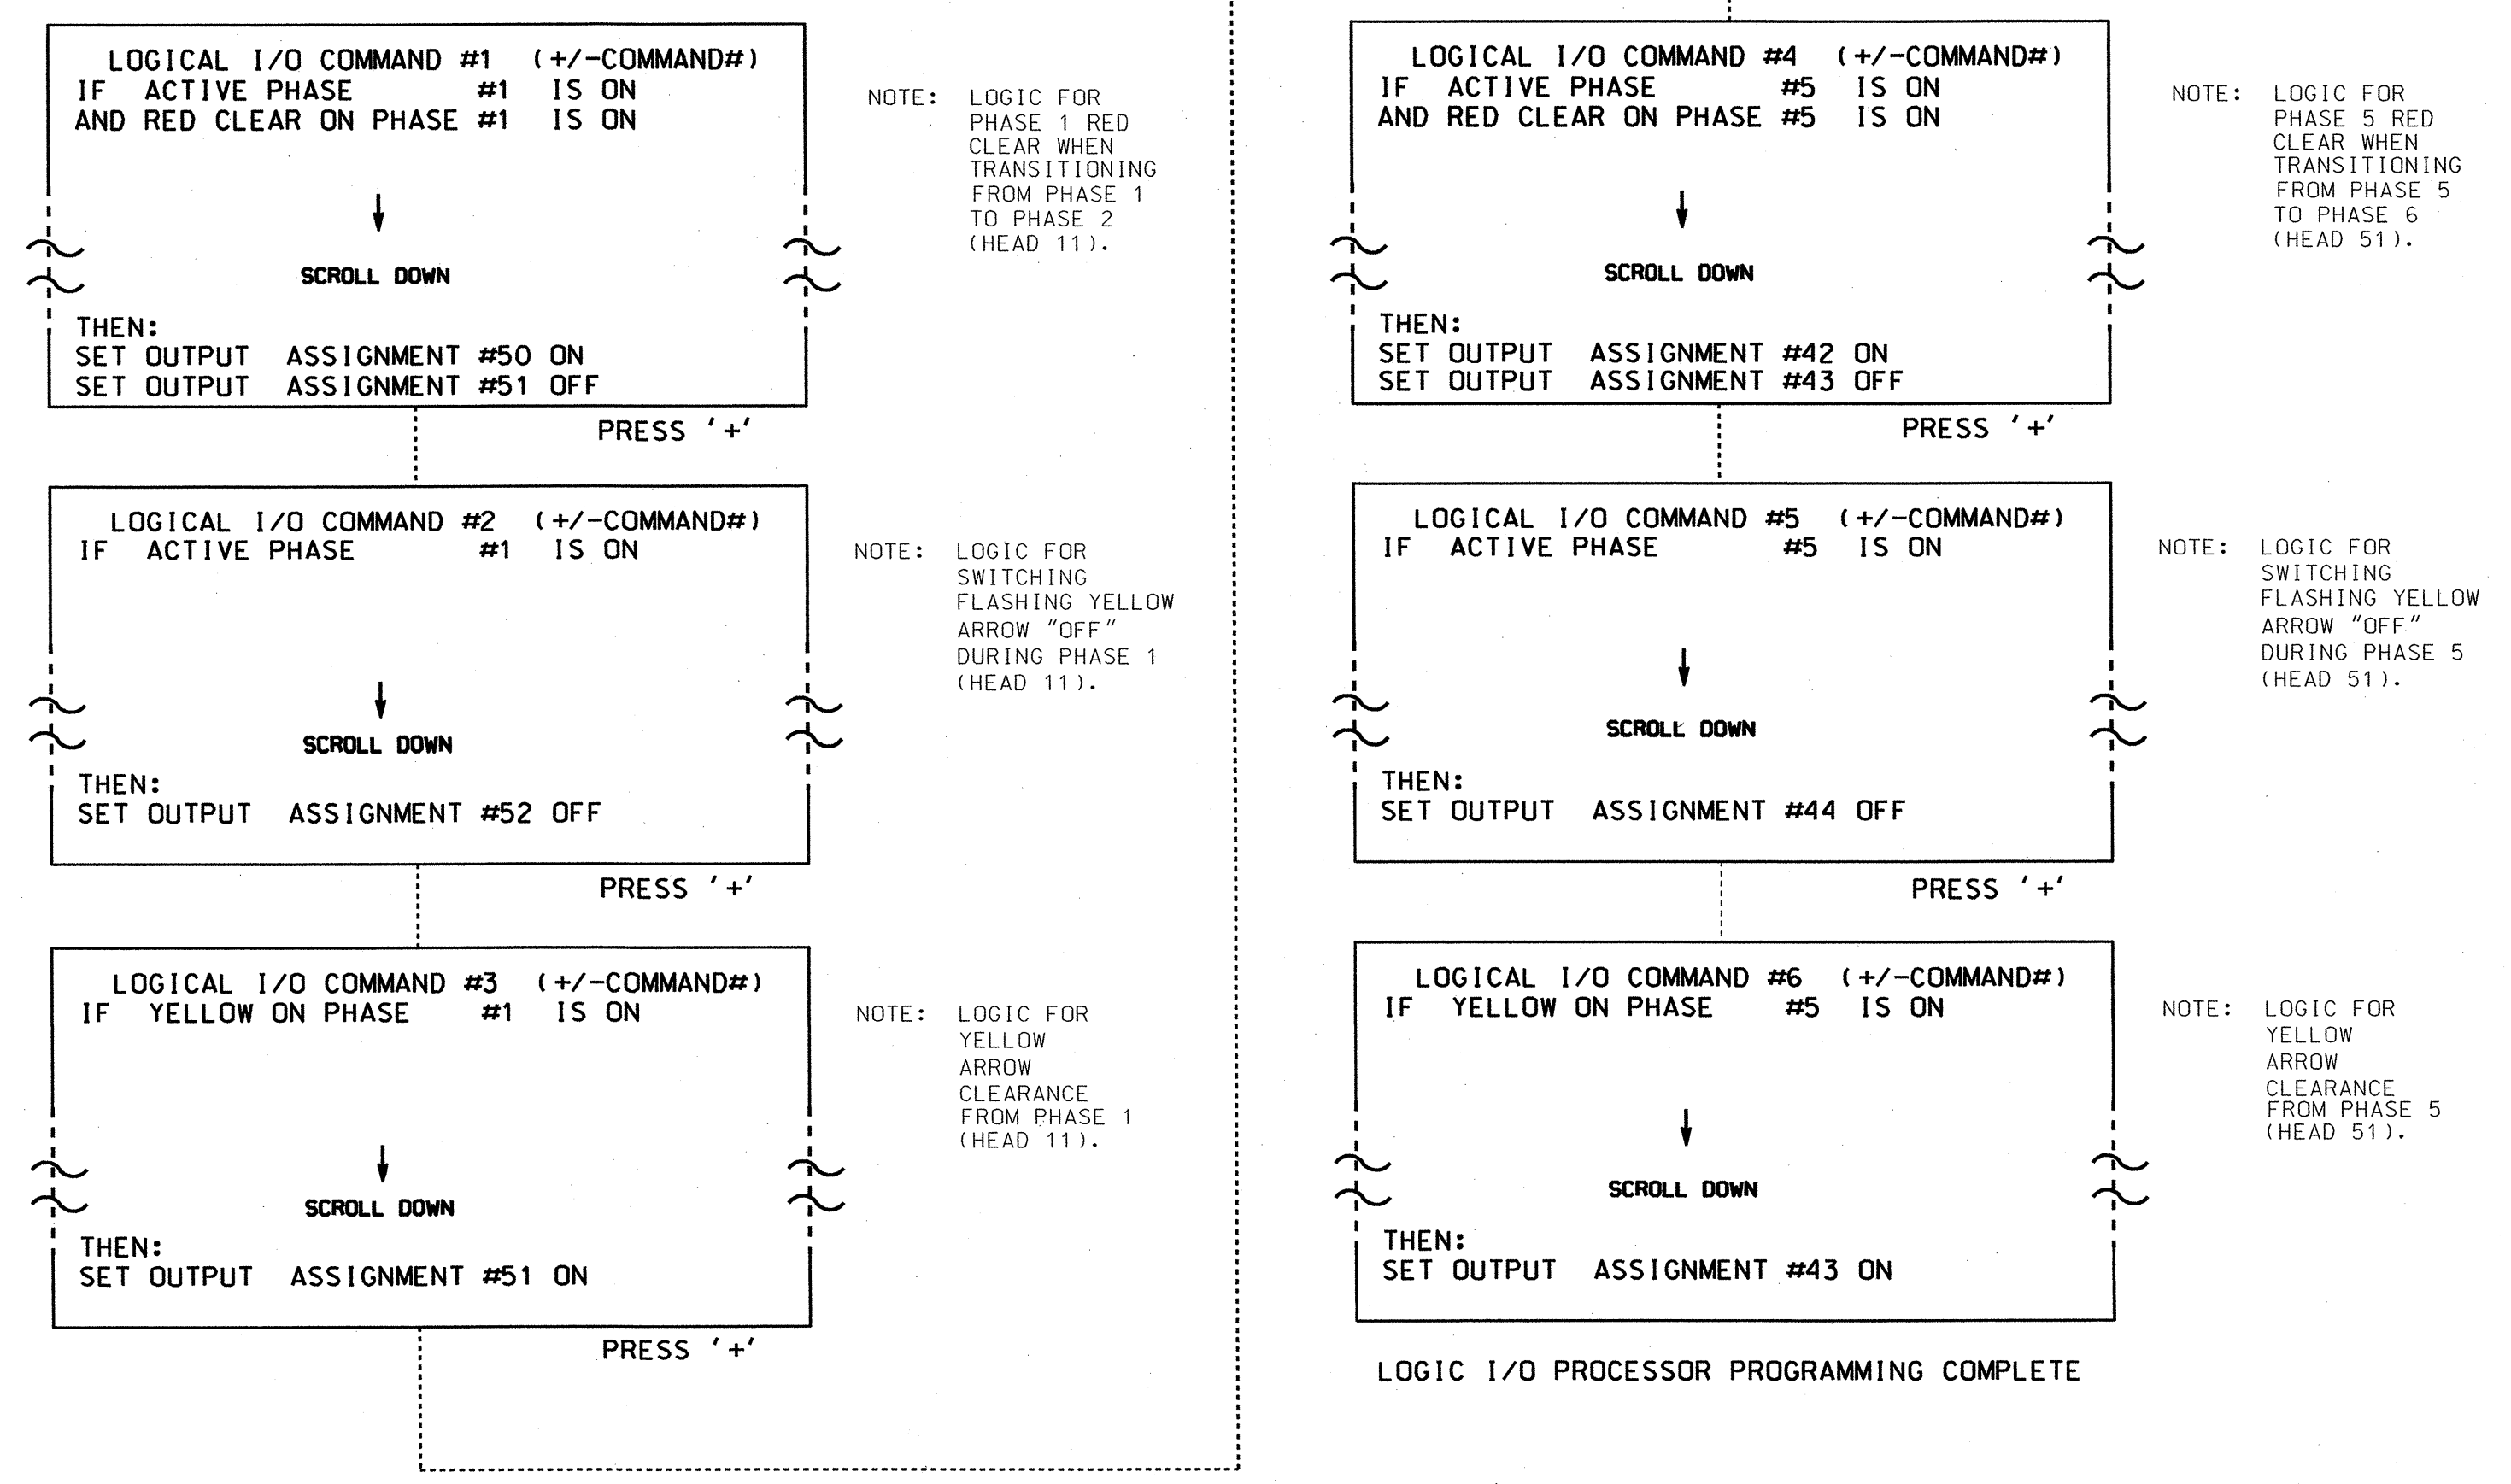 LOGICAL I/O COMMAND #1 (+/-COMMAND#)
IF ACTIVE PHASE #1 IS ON
AND RED CLEAR ON PHASE #1 IS ON
SCROLL DOWN
THEN:
SET OUTPUT ASSIGNMENT #50 ON
SET OUTPUT ASSIGNMENT #51 OFF
PRESS '+'
NOTE: LOGIC FOR
PHASE 1 RED
CLEAR WHEN
TRANSITIONING
FROM PHASE 1
TO PHASE 2
(HEAD 11).
LOGICAL I/O COMMAND #2 (+/-COMMAND#)
IF ACTIVE PHASE #1 IS ON
SCROLL DOWN
THEN:
SET OUTPUT ASSIGNMENT #52 OFF
PRESS '+'
NOTE: LOGIC FOR
SWITCHING
FLASHING YELLOW
ARROW "OFF"
DURING PHASE 1
(HEAD 11).
LOGICAL I/O COMMAND #3 (+/-COMMAND#)
IF YELLOW ON PHASE #1 IS ON
SCROLL DOWN
THEN:
SET OUTPUT ASSIGNMENT #51 ON
PRESS '+'
NOTE: LOGIC FOR
YELLOW
ARROW
CLEARANCE
FROM PHASE 1
(HEAD 11).
LOGICAL I/O COMMAND #4 (+/-COMMAND#)
IF ACTIVE PHASE #5 IS ON
AND RED CLEAR ON PHASE #5 IS ON
SCROLL DOWN
THEN:
SET OUTPUT ASSIGNMENT #42 ON
SET OUTPUT ASSIGNMENT #43 OFF
PRESS '+'
NOTE: LOGIC FOR
PHASE 5 RED
CLEAR WHEN
TRANSITIONING
FROM PHASE 5
TO PHASE 6
(HEAD 51).
LOGICAL I/O COMMAND #5 (+/-COMMAND#)
IF ACTIVE PHASE #5 IS ON
SCROLL DOWN
THEN:
SET OUTPUT ASSIGNMENT #44 OFF
PRESS '+'
NOTE: LOGIC FOR
SWITCHING
FLASHING YELLOW
ARROW "OFF"
DURING PHASE 5
(HEAD 51).
LOGICAL I/O COMMAND #6 (+/-COMMAND#)
IF YELLOW ON PHASE #5 IS ON
SCROLL DOWN
THEN:
SET OUTPUT ASSIGNMENT #43 ON
NOTE: LOGIC FOR
YELLOW
ARROW
CLEARANCE
FROM PHASE 5
(HEAD 51).
LOGIC I/O PROCESSOR PROGRAMMING COMPLETE